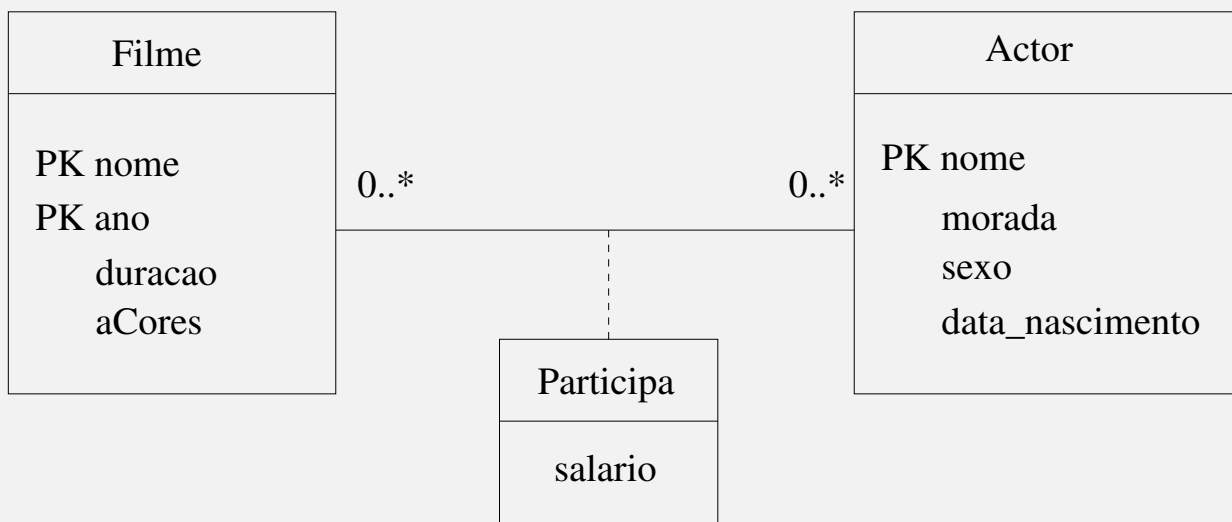 Filme
PK nome
PK ano
duracao
aCores
0..*
0..*
Actor
PK nome
morada
sexo
data_nascimento
Participa
salario